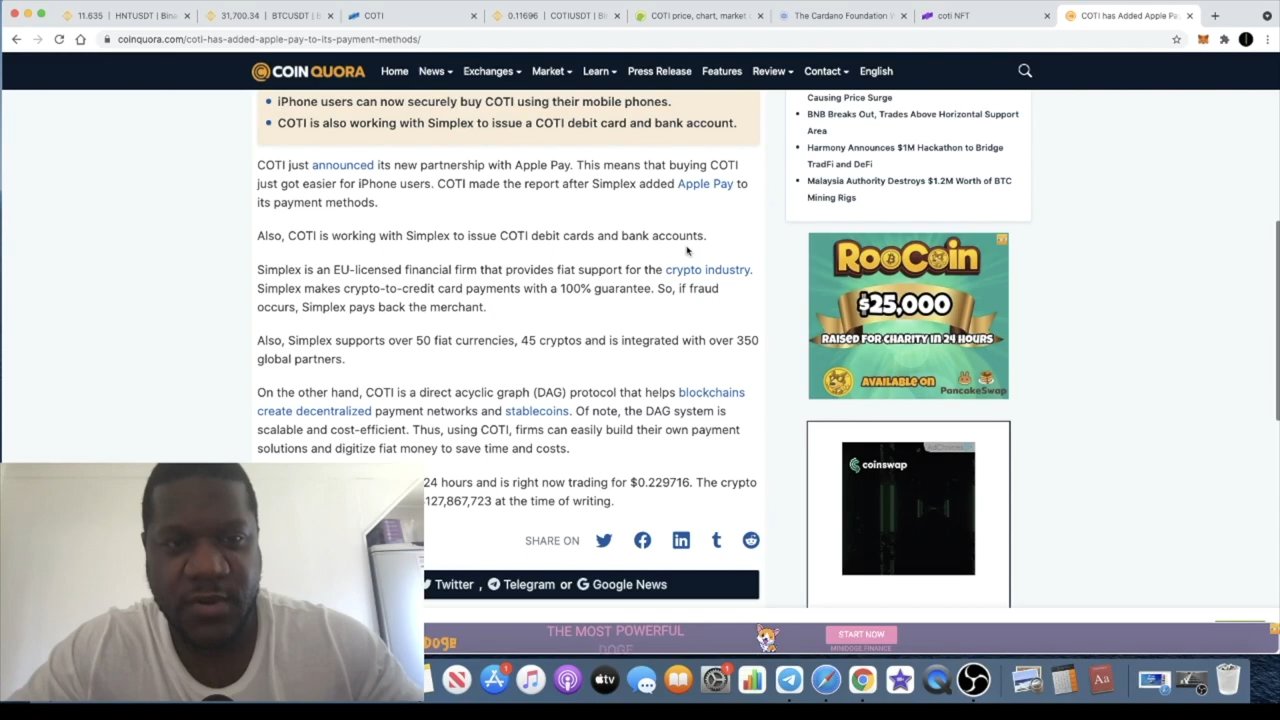 11.635 | HNTUSDT | Bina
31,700.34 | BTCUSDT | B
COTI
0.11696 | COTIUSDT | Bin
COTI price, chart, market c
The Cardano Foundation
coti NFT
COTI has Added Apple Pa
coinquora.com/coti-has-added-apple-pay-to-its-payment-methods/
COIN QUORA
Home News Exchanges Market Learn Press Release Features Review Contact English
iPhone users can now securely buy COTI using their mobile phones.
COTI is also working with Simplex to issue a COTI debit card and bank account.
COTI just announced its new partnership with Apple Pay. This means that buying COTI
just got easier for iPhone users. COTI made the report after Simplex added Apple Pay to
its payment methods.
Also, COTI is working with Simplex to issue COTI debit cards and bank accounts.
Simplex is an EU-licensed financial firm that provides fiat support for the crypto industry.
Simplex makes crypto-to-credit card payments with a 100% guarantee. So, if fraud
occurs, Simplex pays back the merchant.
Also, Simplex supports over 50 fiat currencies, 45 cryptos and is integrated with over 350
global partners.
On the other hand, COTI is a direct acyclic graph (DAG) protocol that helps blockchains
create decentralized payment networks and stablecoins. Of note, the DAG system is
scalable and cost-efficient. Thus, using COTI, firms can easily build their own payment
solutions and digitize fiat money to save time and costs.
24 hours and is right now trading for $0.229716. The crypto
127,867,723 at the time of writing.
SHARE ON
Twitter , Telegram or Google News
Causing Price Surge
BNB Breaks Out, Trades Above Horizontal Support
Area
Harmony Announces $1M Hackathon to Bridge
TradFi and DeFi
Malaysia Authority Destroys $1.2M Worth of BTC
Mining Rigs
ROOCOIN
$25,000
RAISED FOR CHARITY IN 24 HOURS
AVAILABLE ON
PancakeSwap
coinswap
DOGE
THE MOST POWERFUL
DOGE
START NOW
MINIDOGE.FINANCE
1
tv
1
Aa